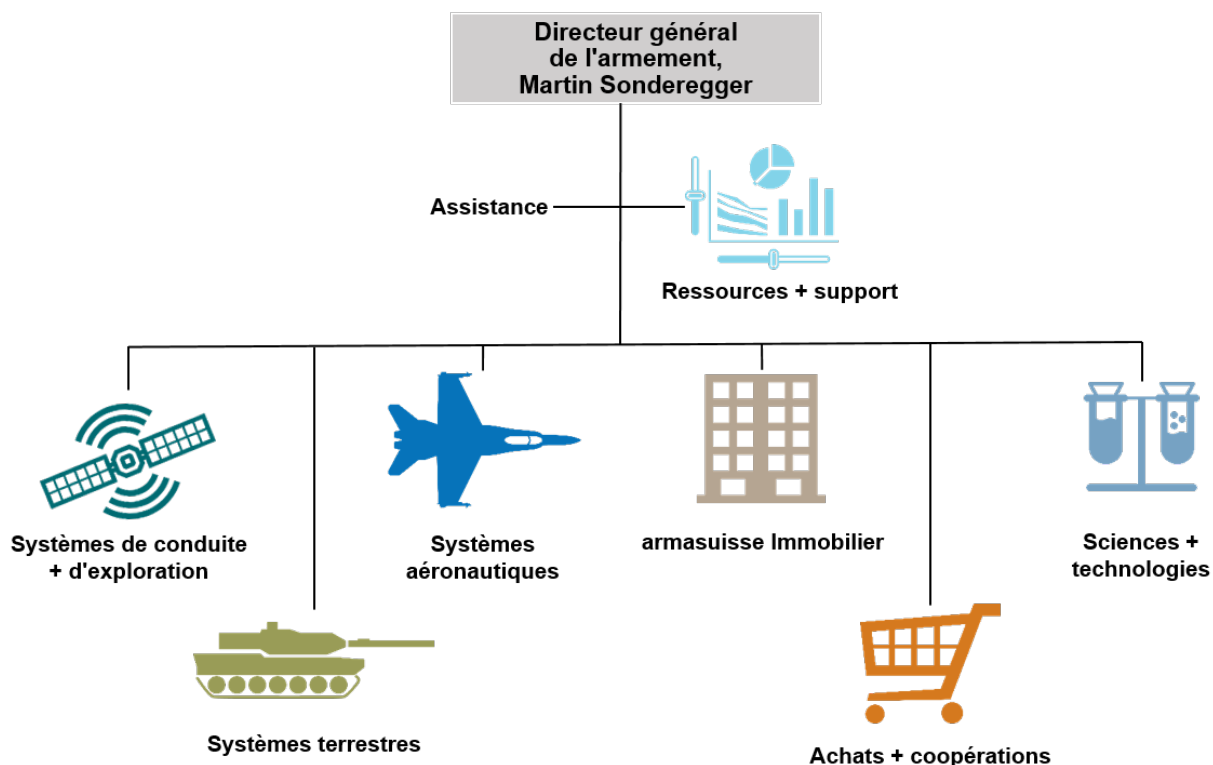 Directeur général
de l'armement,
Martin Sonderegger
Assistance
Ressources + support
Systèmes de conduite
+ d'exploration
Systèmes
aéronautiques
armasuisse Immobilier
Sciences +
technologies
Systèmes terrestres
Achats + coopérations